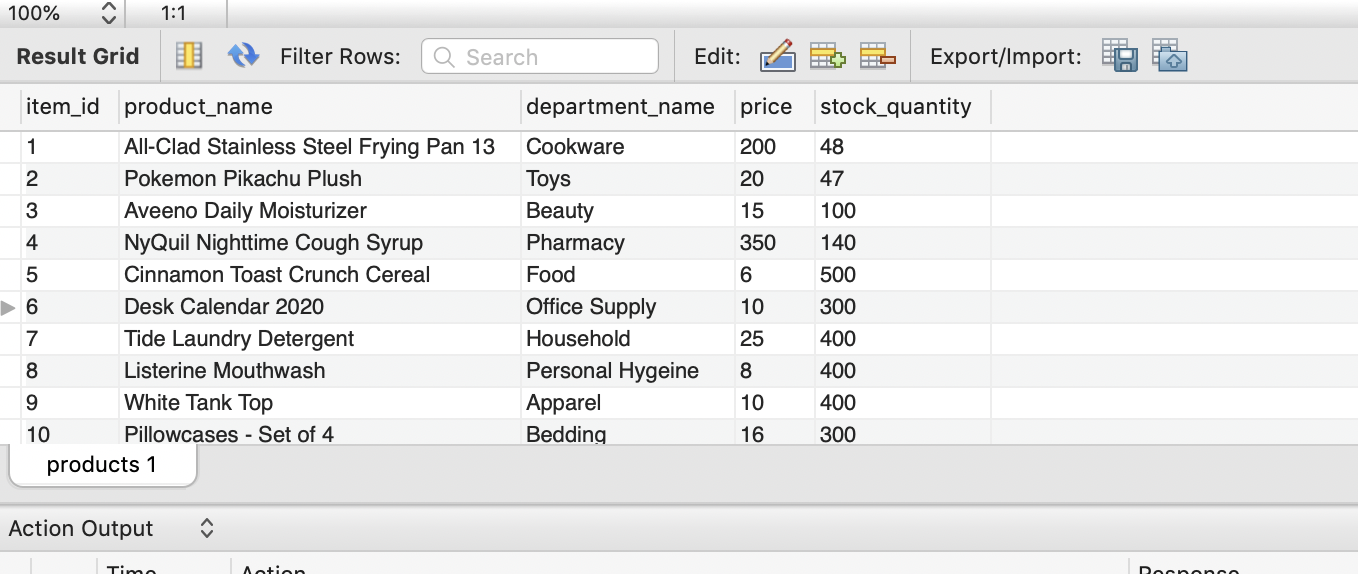 100% 1:1
Result Grid Filter Rows: Search Edit: Export/Import:
item_id product_name department_name price stock_quantity
1 All-Clad Stainless Steel Frying Pan 13 Cookware 200 48
2 Pokemon Pikachu Plush Toys 20 47
3 Aveeno Daily Moisturizer Beauty 15 100
4 NyQuil Nighttime Cough Syrup Pharmacy 350 140
5 Cinnamon Toast Crunch Cereal Food 6 500
6 Desk Calendar 2020 Office Supply 10 300
7 Tide Laundry Detergent Household 25 400
8 Listerine Mouthwash Personal Hygeine 8 400
9 White Tank Top Apparel 10 400
10 Pillowcases - Set of 4 Bedding 16 300
products 1
Action Output
Time Action Response